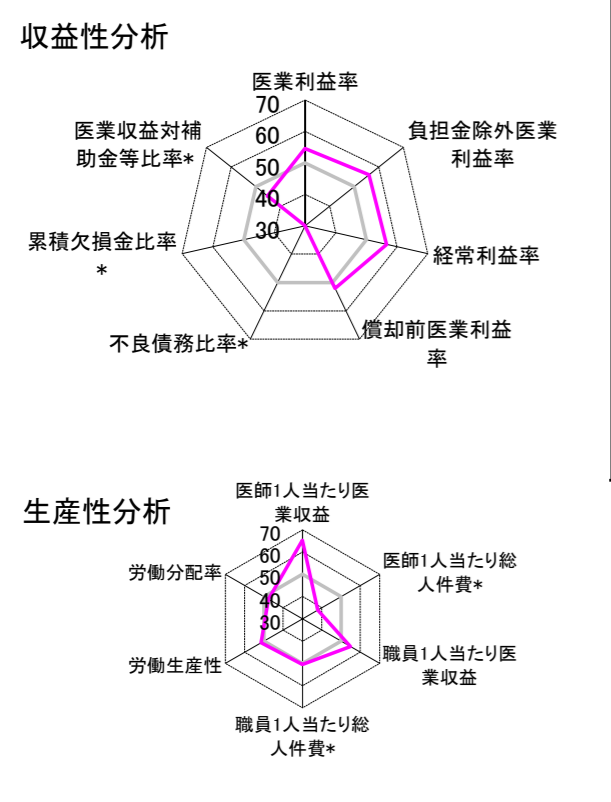 収益性分析
医業利益率
70
60
50
40
30
負担金除外医業
利益率
経常利益率
償却前医業利益
率
不良債務比率*
累積欠損金比率
*
医業収益対補
助金等比率*
生産性分析
医師1人当たり医
業収益
70
60
50
40
30
医師1人当たり総
人件費*
職員1人当たり医
業収益
職員1人当たり総
人件費*
労働生産性
労働分配率